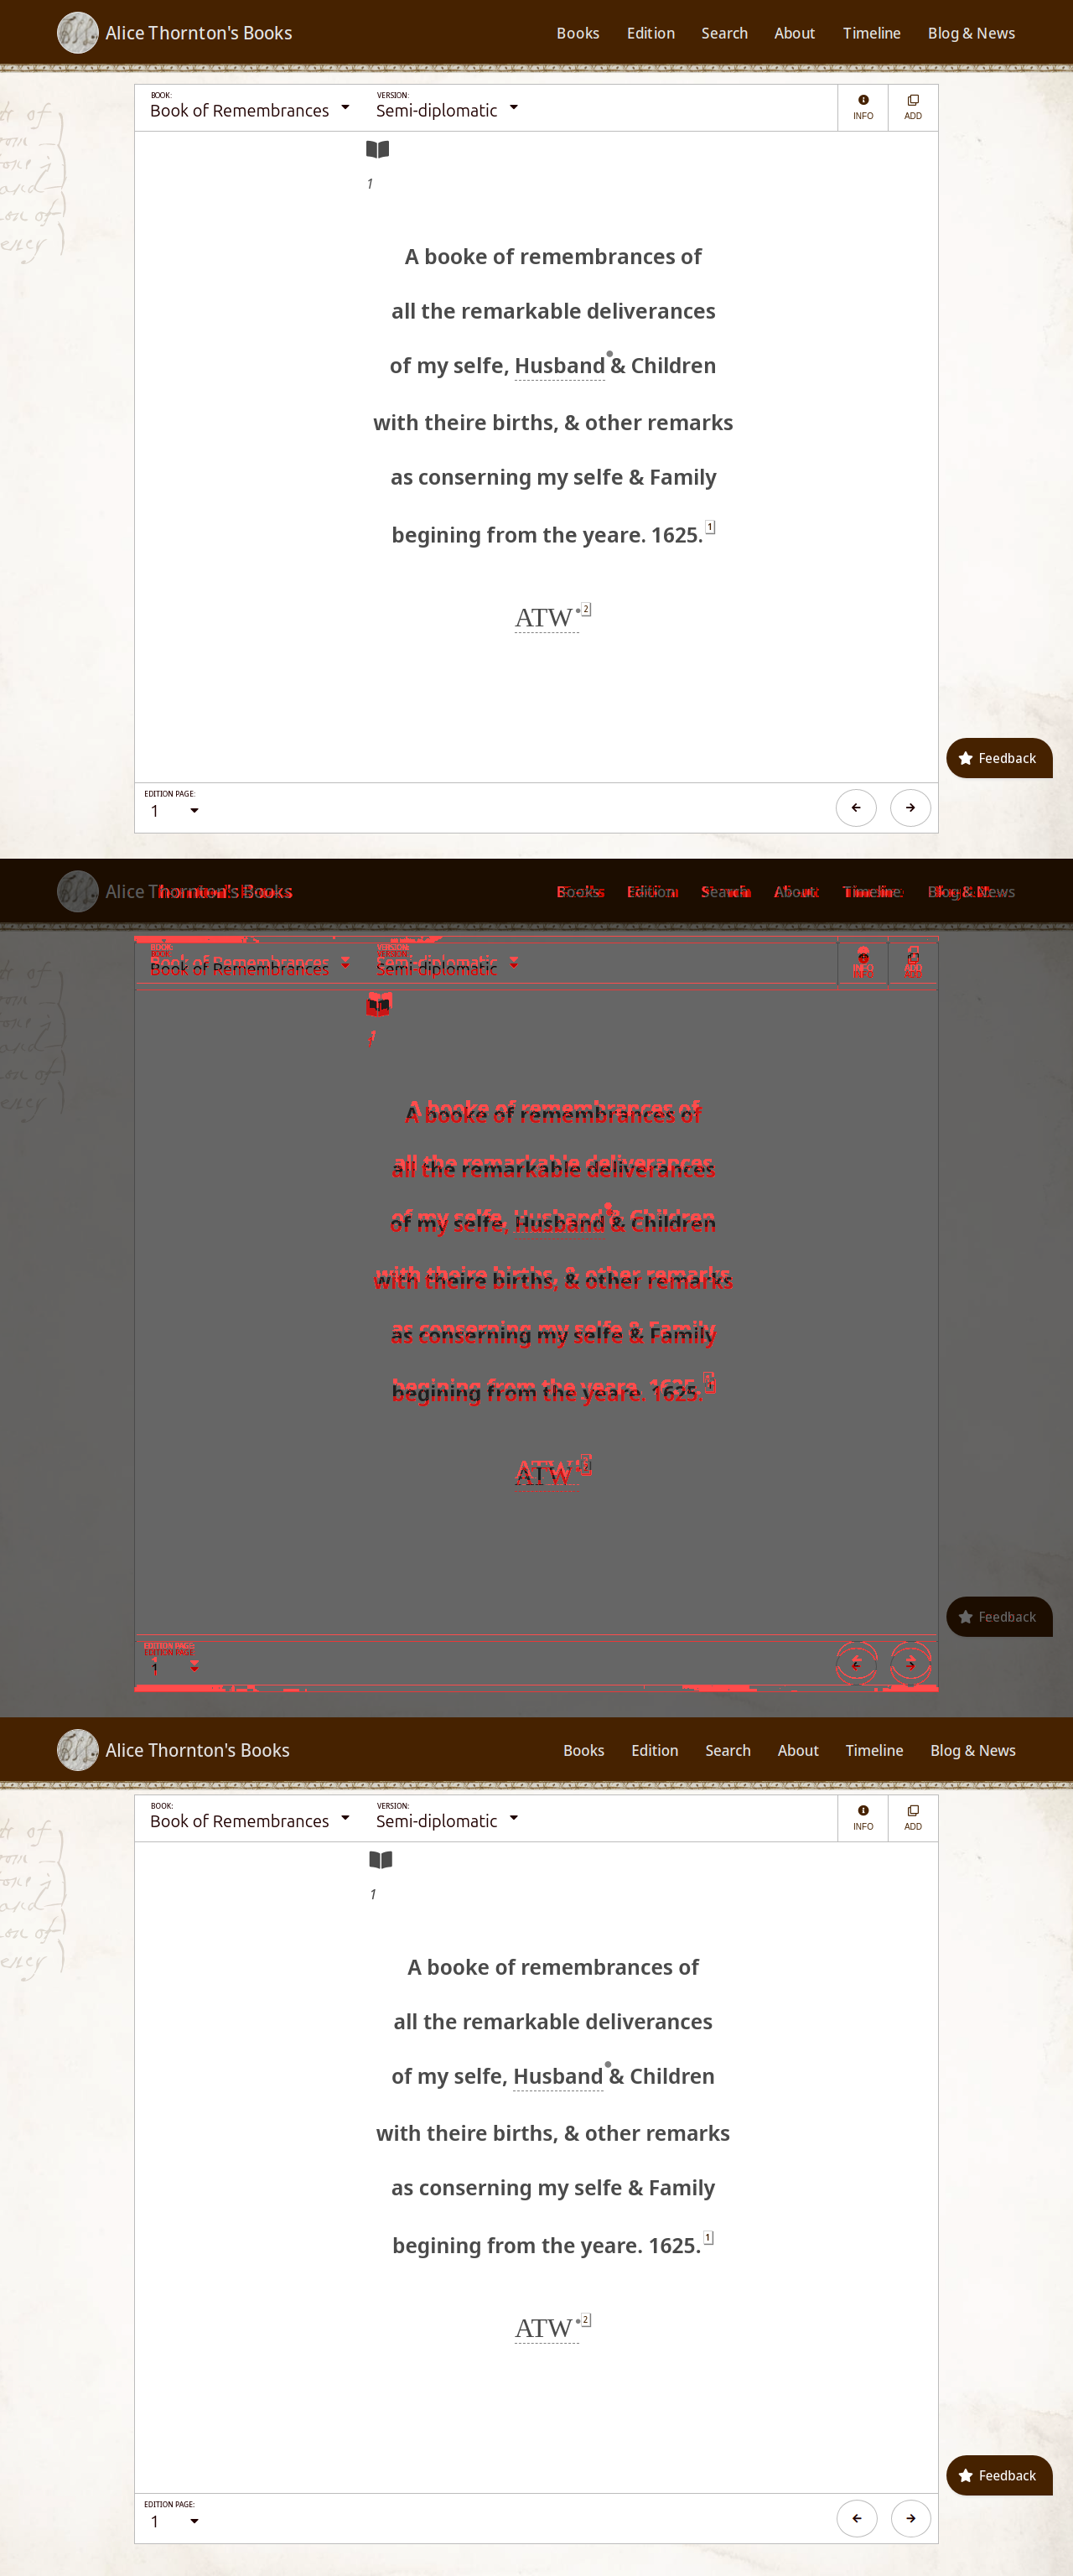 Alice Thornton's Books
Books Edition Search About Timeline Blog & News
BOOK:
Book of Remembrances
VERSION:
Semi-diplomatic
INFO
ADD
1
A booke of remembrances of
all the remarkable deliverances
of my selfe, Husband & Children
with theire births, & other remarks
as conserning my selfe & Family
begining from the yeare. 1625. 1
ATW 2
Feedback
EDITION PAGE:
1
Alice Thornton's Books
Books Edition Search About Timeline Blog & News
BOOK:
Book of Remembrances
VERSION:
Semi-diplomatic
INFO
ADD
1
A booke of remembrances of
all the remarkable deliverances
of my selfe, Husband & Children
with theire births, & other remarks
as conserning my selfe & Family
begining from the yeare. 1625. 1
ATW 2
Feedback
EDITION PAGE:
1
Alice Thornton's Books
Books Edition Search About Timeline Blog & News
BOOK:
Book of Remembrances
VERSION:
Semi-diplomatic
INFO
ADD
1
A booke of remembrances of
all the remarkable deliverances
of my selfe, Husband & Children
with theire births, & other remarks
as conserning my selfe & Family
begining from the yeare. 1625. 1
ATW 2
Feedback
EDITION PAGE:
1